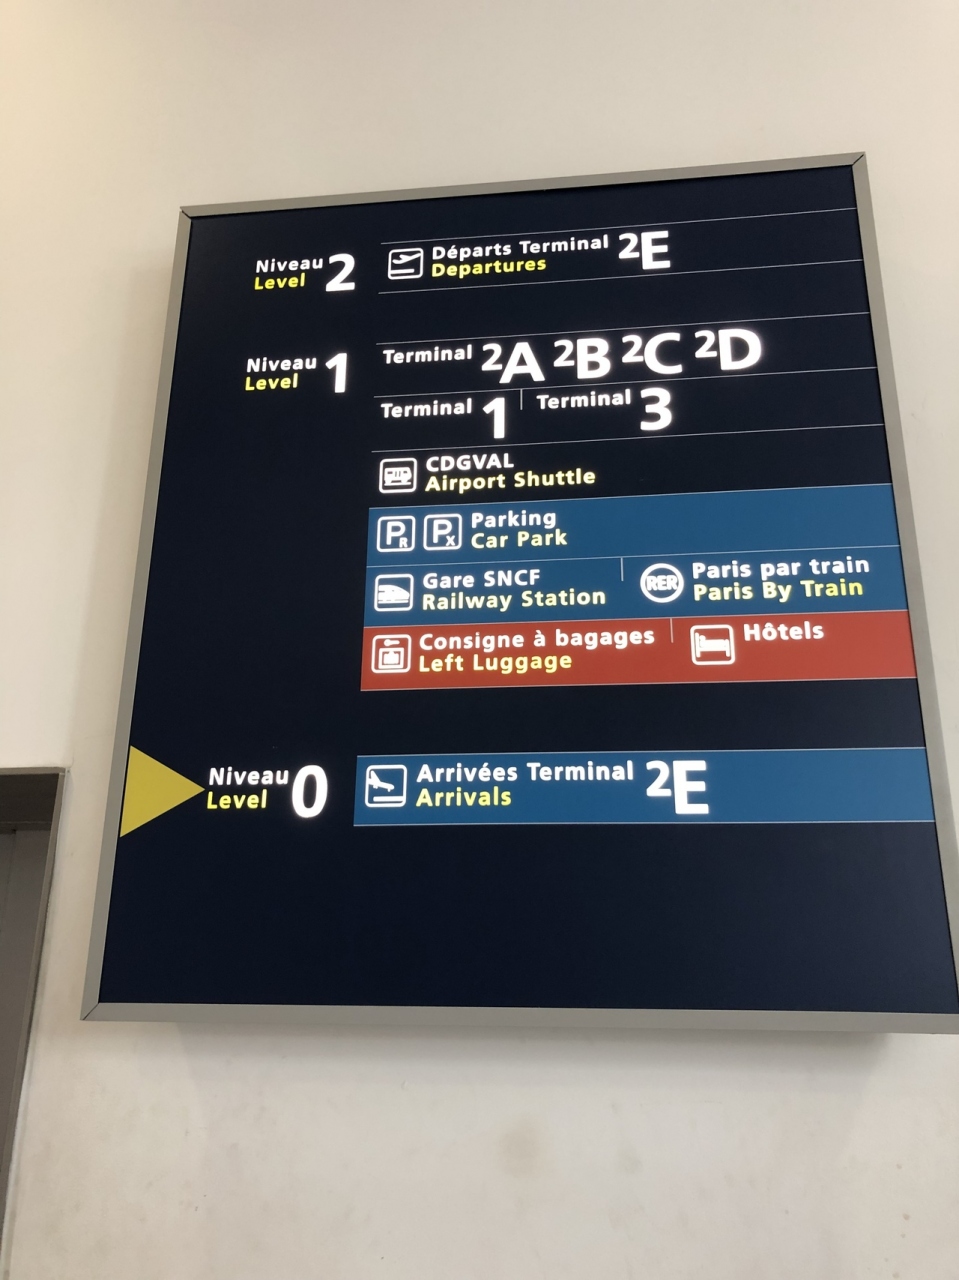 Niveau 2 Départs Terminal 2E
Level Departures
Niveau 1 Terminal 2A 2B 2C 2D
Level
Terminal 1 Terminal 3
CDGVAL
Airport Shuttle
PR PX Parking
Car Park
Gare SNCF RER Paris par train
Railway Station Paris By Train
Consigne à bagages Hôtels
Left Luggage
Niveau 0 Arrivées Terminal 2E
Level Arrivals